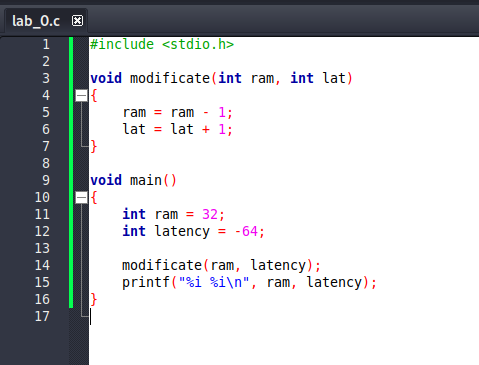 lab_0.c
1 #include <stdio.h>
2
3 void modificate(int ram, int lat)
4 {
5     ram = ram - 1;
6     lat = lat + 1;
7 }
8
9 void main()
10 {
11     int ram = 32;
12     int latency = -64;
13
14     modificate(ram, latency);
15     printf("%i %i\n", ram, latency);
16 }
17